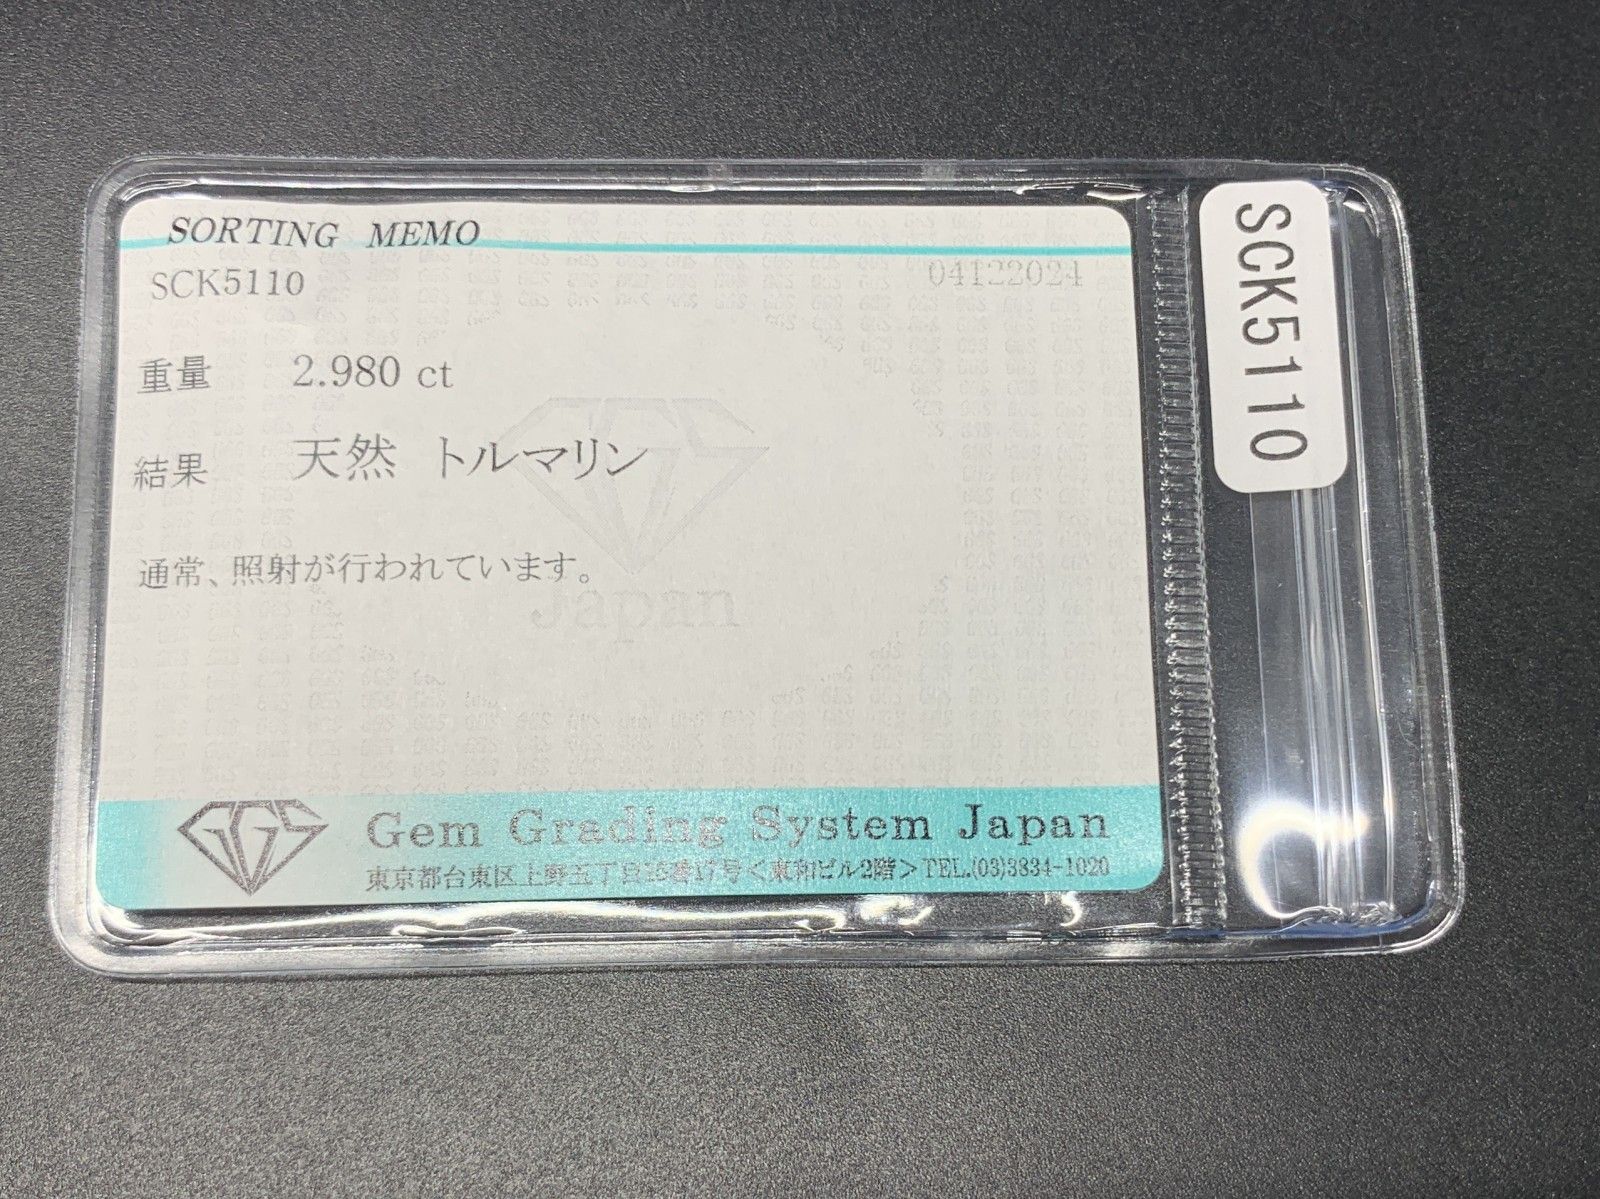 SORTING MEMO
SCK5110 04122024
重量 2.980 ct
結果 天然 トルマリン
通常、照射が行われています。
Japan
GGS Gem Grading System Japan
東京都台東区上野五丁目15番17号<東和ビル2階>TEL.(03)3834-1020
SCK5110